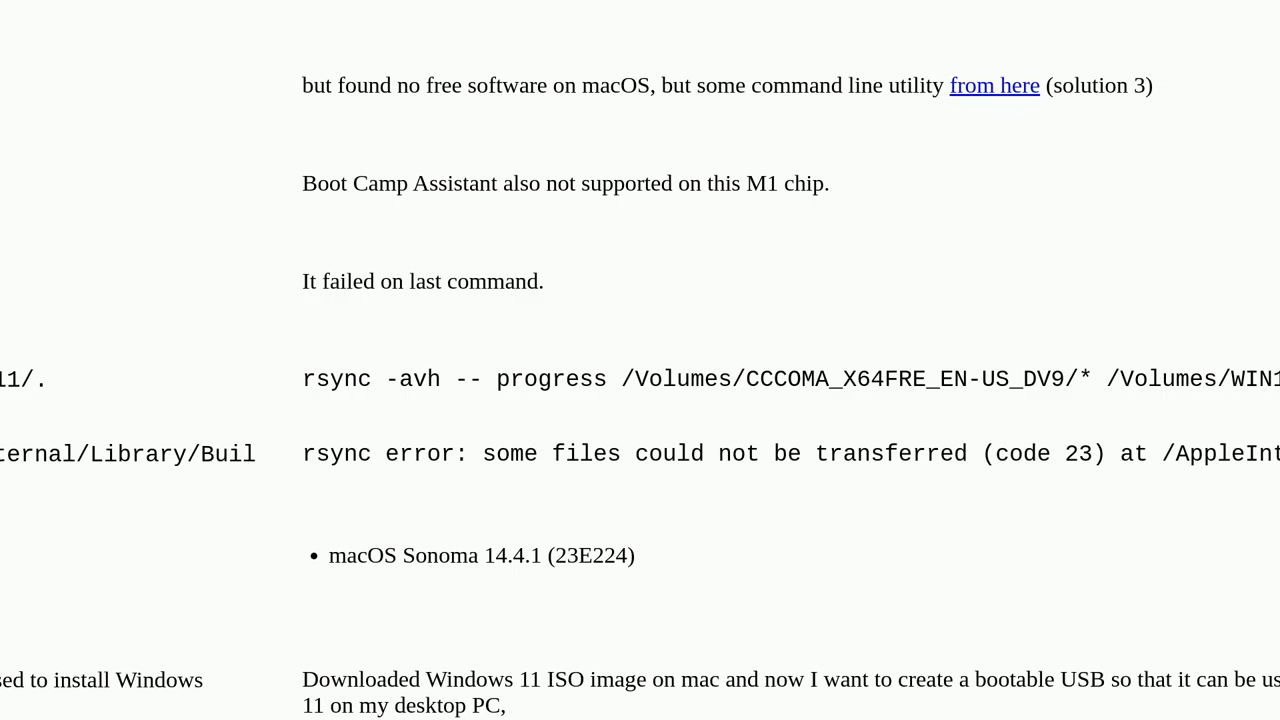 but found no free software on macOS, but some command line utility from here (solution 3)
Boot Camp Assistant also not supported on this M1 chip.
It failed on last command.
11/.
rsync -avh -- progress /Volumes/CCCOMA_X64FRE_EN-US_DV9/* /Volumes/WIN1
ternal/Library/Buil
rsync error: some files could not be transferred (code 23) at /AppleInt
• macOS Sonoma 14.4.1 (23E224)
sed to install Windows
Downloaded Windows 11 ISO image on mac and now I want to create a bootable USB so that it can be us
11 on my desktop PC,